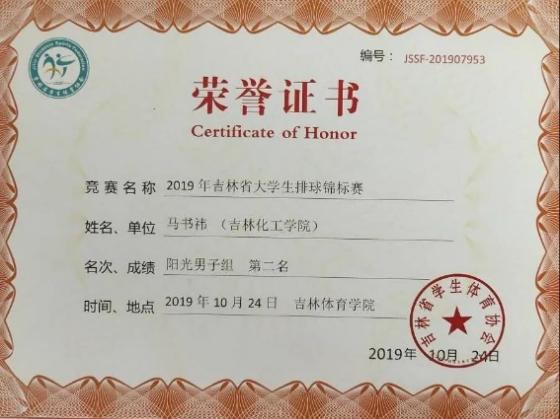 编号： JSSF-201907953
荣誉证书
Certificate of Honor
竞赛名称 2019年吉林省大学生排球锦标赛
姓名、单位 马书祎 （吉林化工学院）
名次、成绩 阳光男子组 第二名
时间、地点 2019年10月24日 吉林体育学院
吉林省学生体育协会
2019年 10月 24日